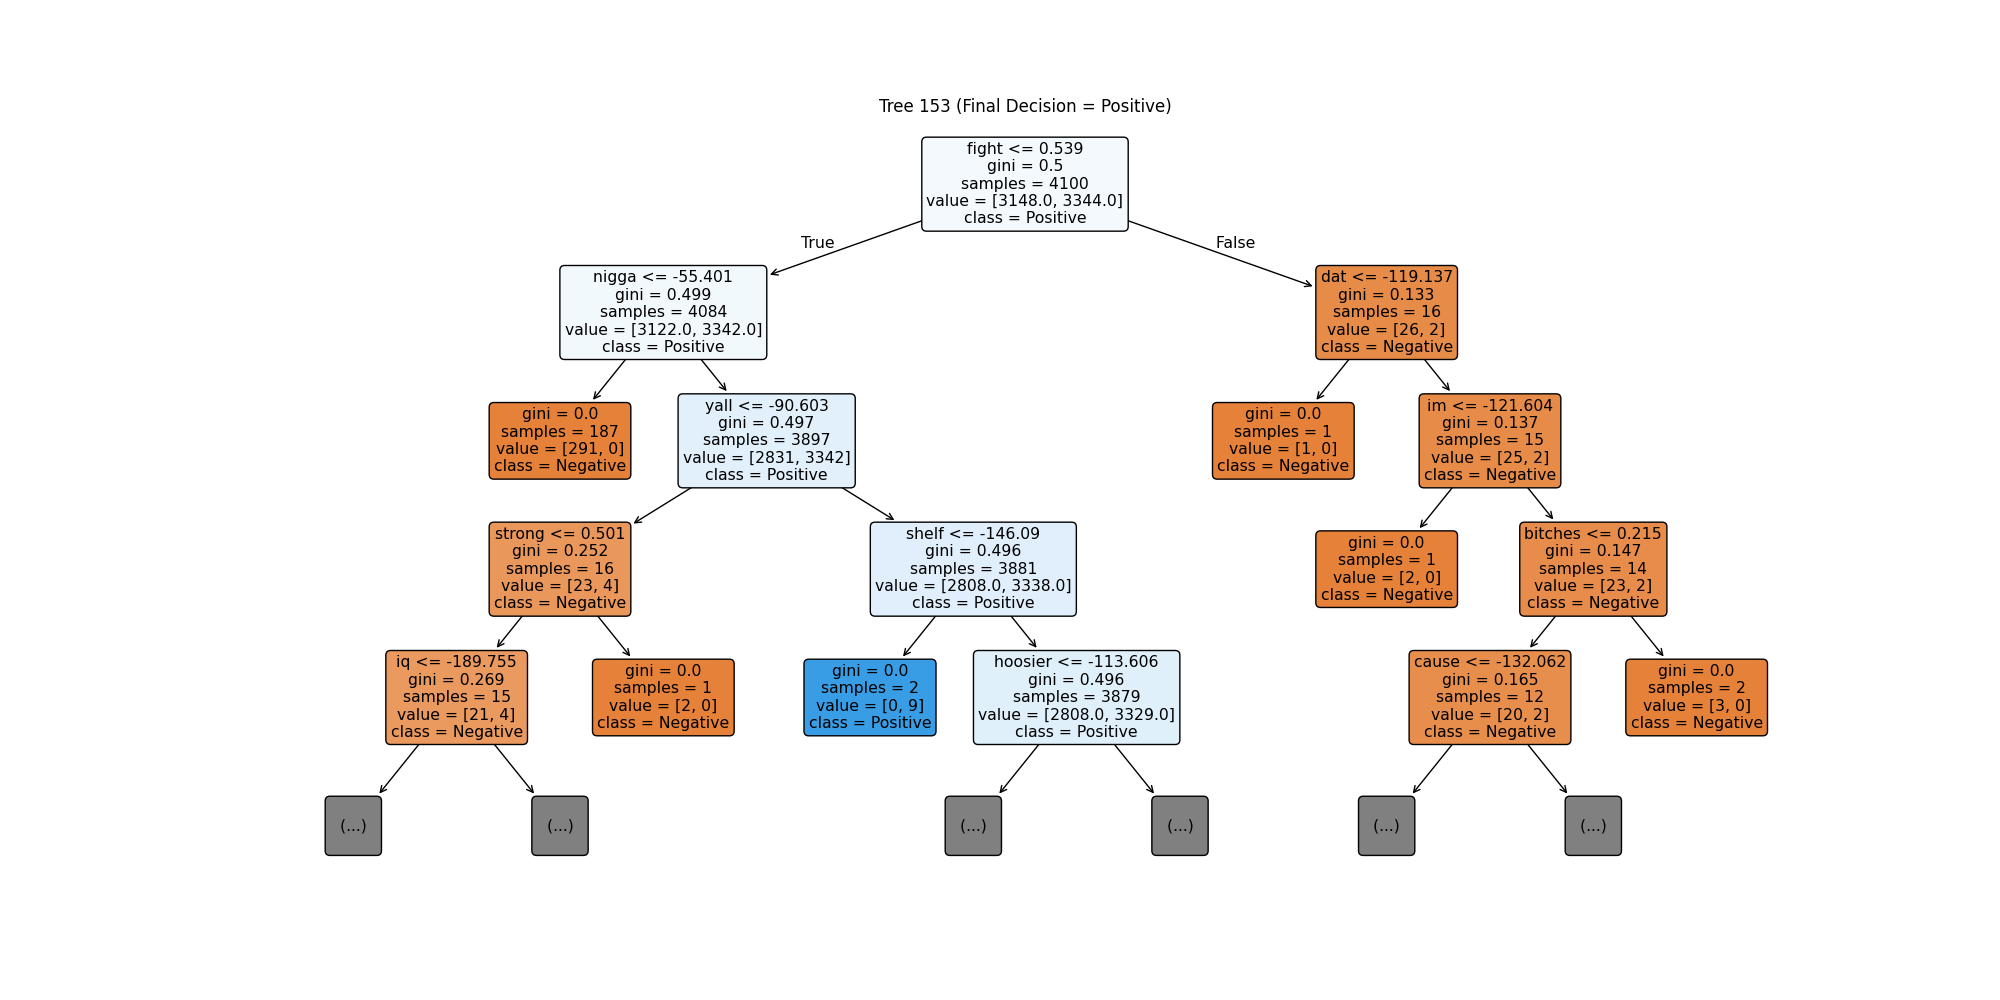 Tree 153 (Final Decision = Positive)
fight <= 0.539
gini = 0.5
samples = 4100
value = [3148.0, 3344.0]
class = Positive
True
False
nigga <= -55.401
gini = 0.499
samples = 4084
value = [3122.0, 3342.0]
class = Positive
dat <= -119.137
gini = 0.133
samples = 16
value = [26, 2]
class = Negative
gini = 0.0
samples = 187
value = [291, 0]
class = Negative
yall <= -90.603
gini = 0.497
samples = 3897
value = [2831, 3342]
class = Positive
gini = 0.0
samples = 1
value = [1, 0]
class = Negative
im <= -121.604
gini = 0.137
samples = 15
value = [25, 2]
class = Negative
strong <= 0.501
gini = 0.252
samples = 16
value = [23, 4]
class = Negative
shelf <= -146.09
gini = 0.496
samples = 3881
value = [2808.0, 3338.0]
class = Positive
gini = 0.0
samples = 1
value = [2, 0]
class = Negative
bitches <= 0.215
gini = 0.147
samples = 14
value = [23, 2]
class = Negative
iq <= -189.755
gini = 0.269
samples = 15
value = [21, 4]
class = Negative
gini = 0.0
samples = 1
value = [2, 0]
class = Negative
gini = 0.0
samples = 2
value = [0, 9]
class = Positive
hoosier <= -113.606
gini = 0.496
samples = 3879
value = [2808.0, 3329.0]
class = Positive
cause <= -132.062
gini = 0.165
samples = 12
value = [20, 2]
class = Negative
gini = 0.0
samples = 2
value = [3, 0]
class = Negative
(...)
(...)
(...)
(...)
(...)
(...)